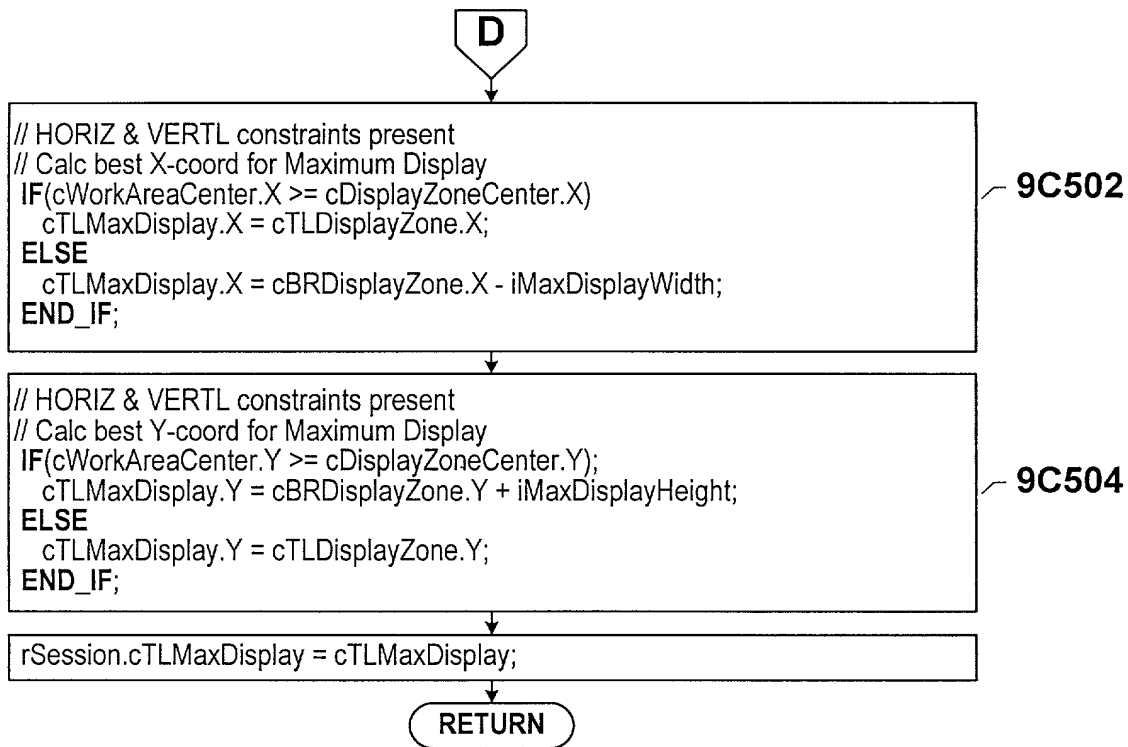 D
// HORIZ & VERTL constraints present
// Calc best X-coord for Maximum Display
IF(cWorkAreaCenter.X >= cDisplayZoneCenter.X)
cTLMaxDisplay.X = cTLDisplayZone.X;
ELSE
cTLMaxDisplay.X = cBRDisplayZone.X - iMaxDisplayWidth;
END_IF;
9C502
// HORIZ & VERTL constraints present
// Calc best Y-coord for Maximum Display
IF(cWorkAreaCenter.Y >= cDisplayZoneCenter.Y);
cTLMaxDisplay.Y = cBRDisplayZone.Y + iMaxDisplayHeight;
ELSE
cTLMaxDisplay.Y = cTLDisplayZone.Y;
END_IF;
9C504
rSession.cTLMaxDisplay = cTLMaxDisplay;
RETURN